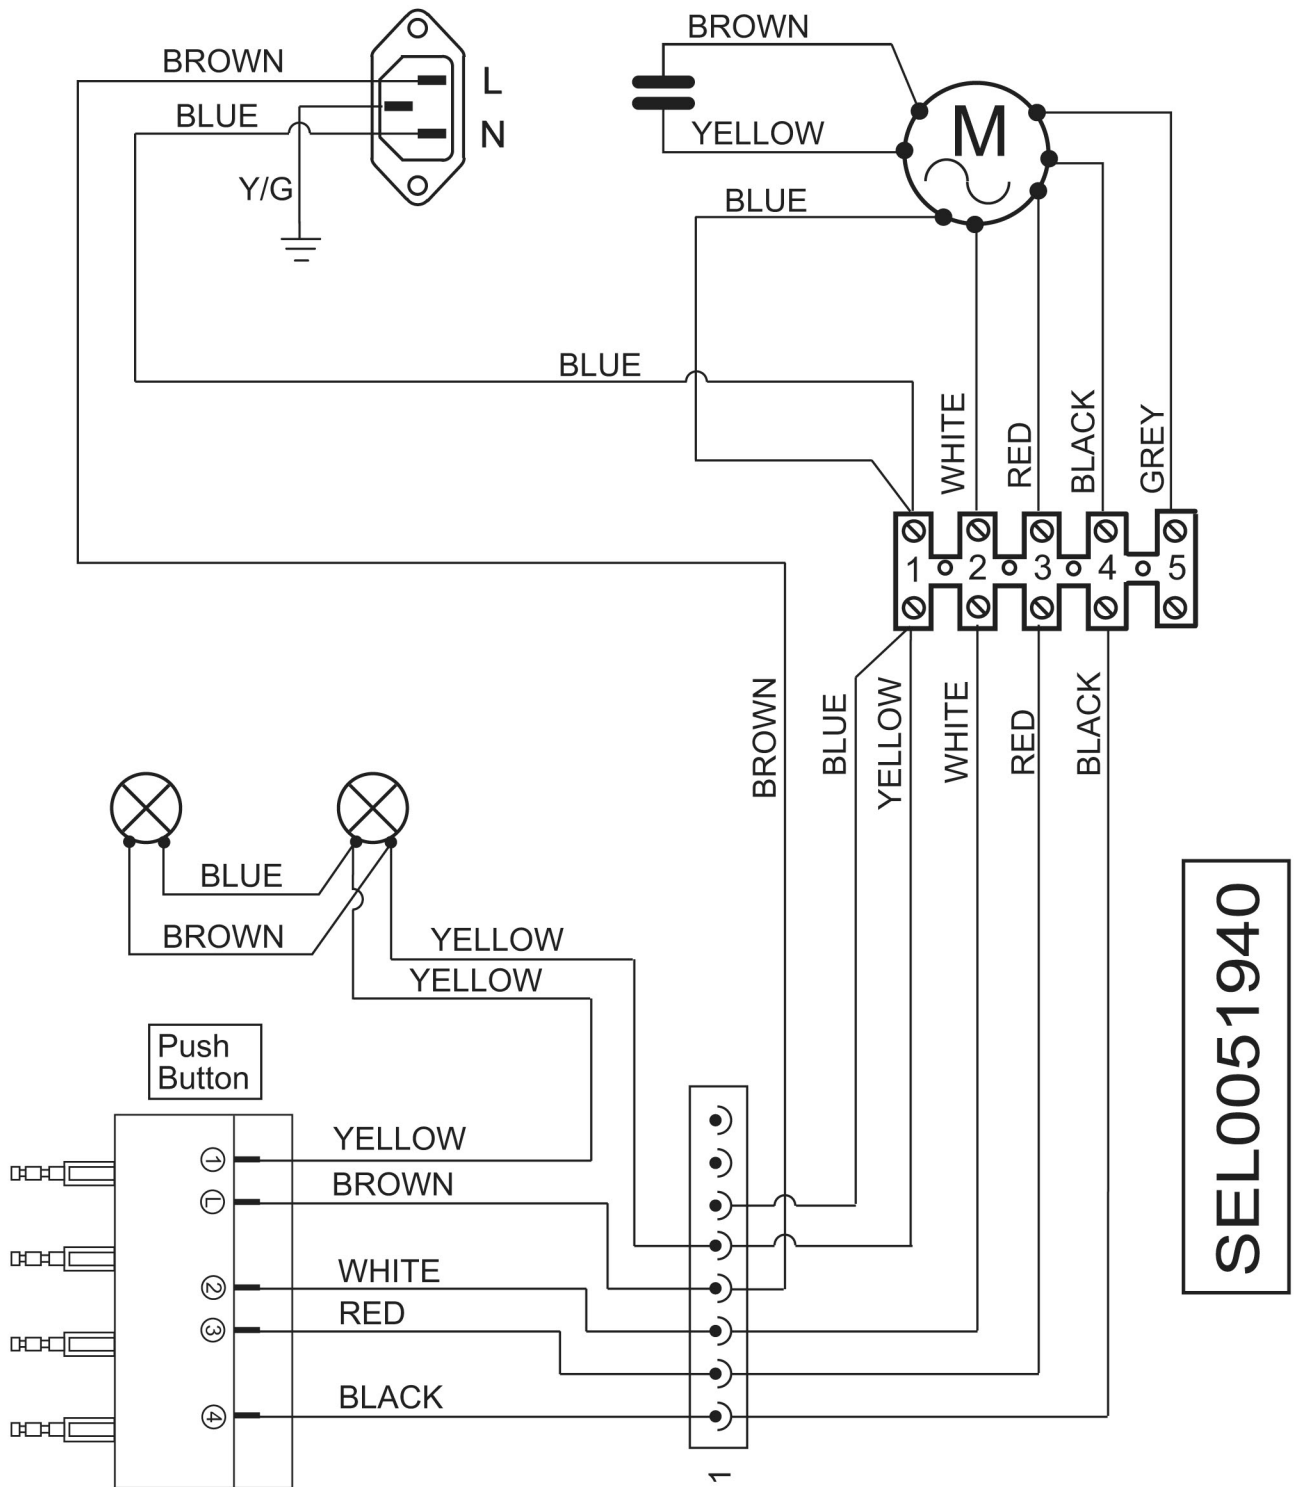 BROWN
BROWN
L
BLUE
N
YELLOW
M
Y/G
BLUE
BLUE
WHITE
RED
BLACK
GREY
1
2
3
4
5
BROWN
BLUE
YELLOW
WHITE
RED
BLACK
BLUE
BROWN
YELLOW
YELLOW
SEL0051940
Push
Button
1
YELLOW
L
BROWN
2
WHITE
3
RED
4
BLACK
1